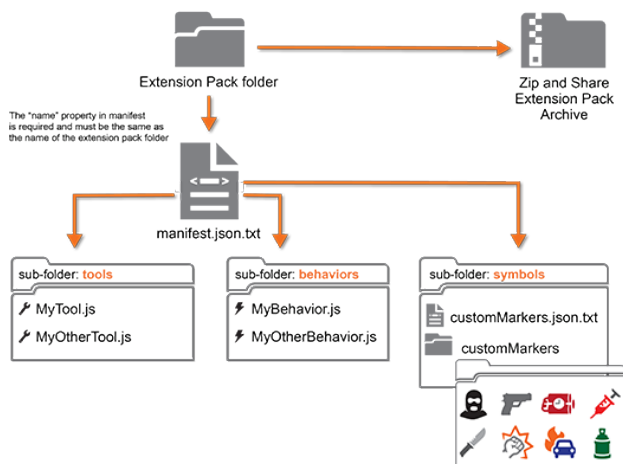 Extension Pack folder
Zip and Share
Extension Pack
Archive
The "name" property in manifest
is required and must be the same as
the name of the extension pack folder
manifest.json.txt
sub-folder: tools
MyTool.js
MyOtherTool.js
sub-folder: behaviors
MyBehavior.js
MyOtherBehavior.js
sub-folder: symbols
customMarkers.json.txt
customMarkers